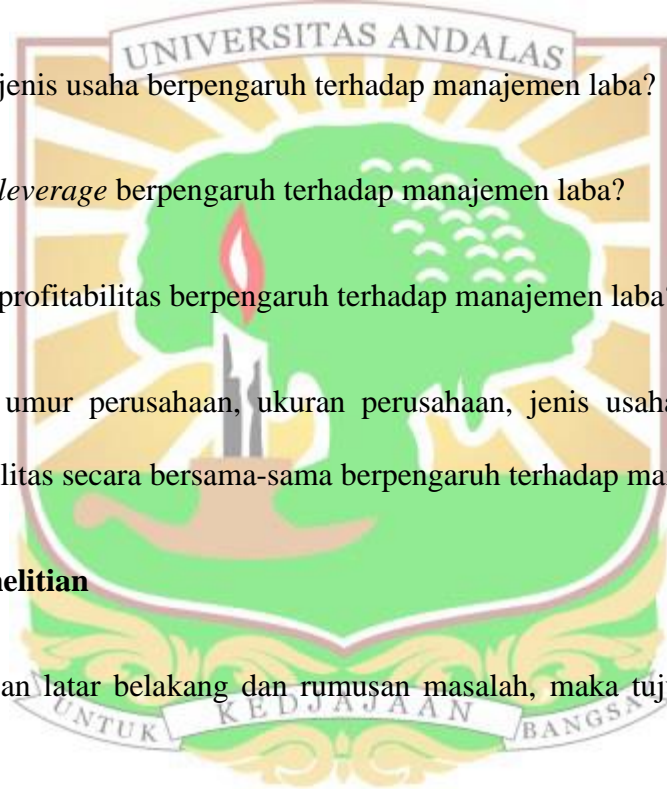 UNIVERSITAS ANDALAS
jenis usaha berpengaruh terhadap manajemen laba?
leverage berpengaruh terhadap manajemen laba?
profitabilitas berpengaruh terhadap manajemen laba?
umur perusahaan, ukuran perusahaan, jenis usaha
litas secara bersama-sama berpengaruh terhadap ma
nelitian
an latar belakang dan rumusan masalah, maka tuj
UNTUK KEDJAJAAN BANGSA